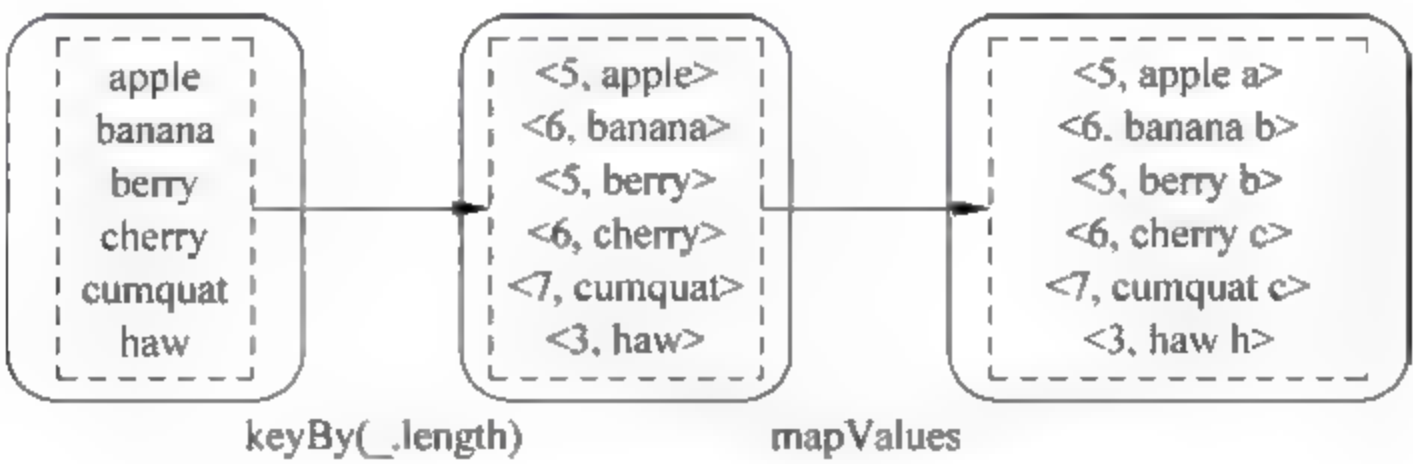 apple
banana
berry
cherry
cumquat
haw
<5, apple>
<6, banana>
<5, berry>
<6, cherry>
<7, cumquat>
<3, haw>
<5, apple a>
<6. banana b>
<5, berry b>
<6, cherry c>
<7, cumquat c>
<3, haw h>
keyBy(_.length)
mapValues